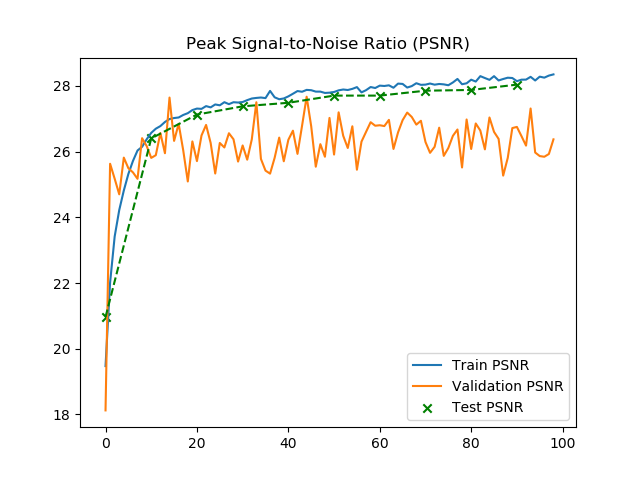 Peak Signal-to-Noise Ratio (PSNR)
28
26
24
22
20
18
0 20 40 60 80 100
Train PSNR
Validation PSNR
Test PSNR